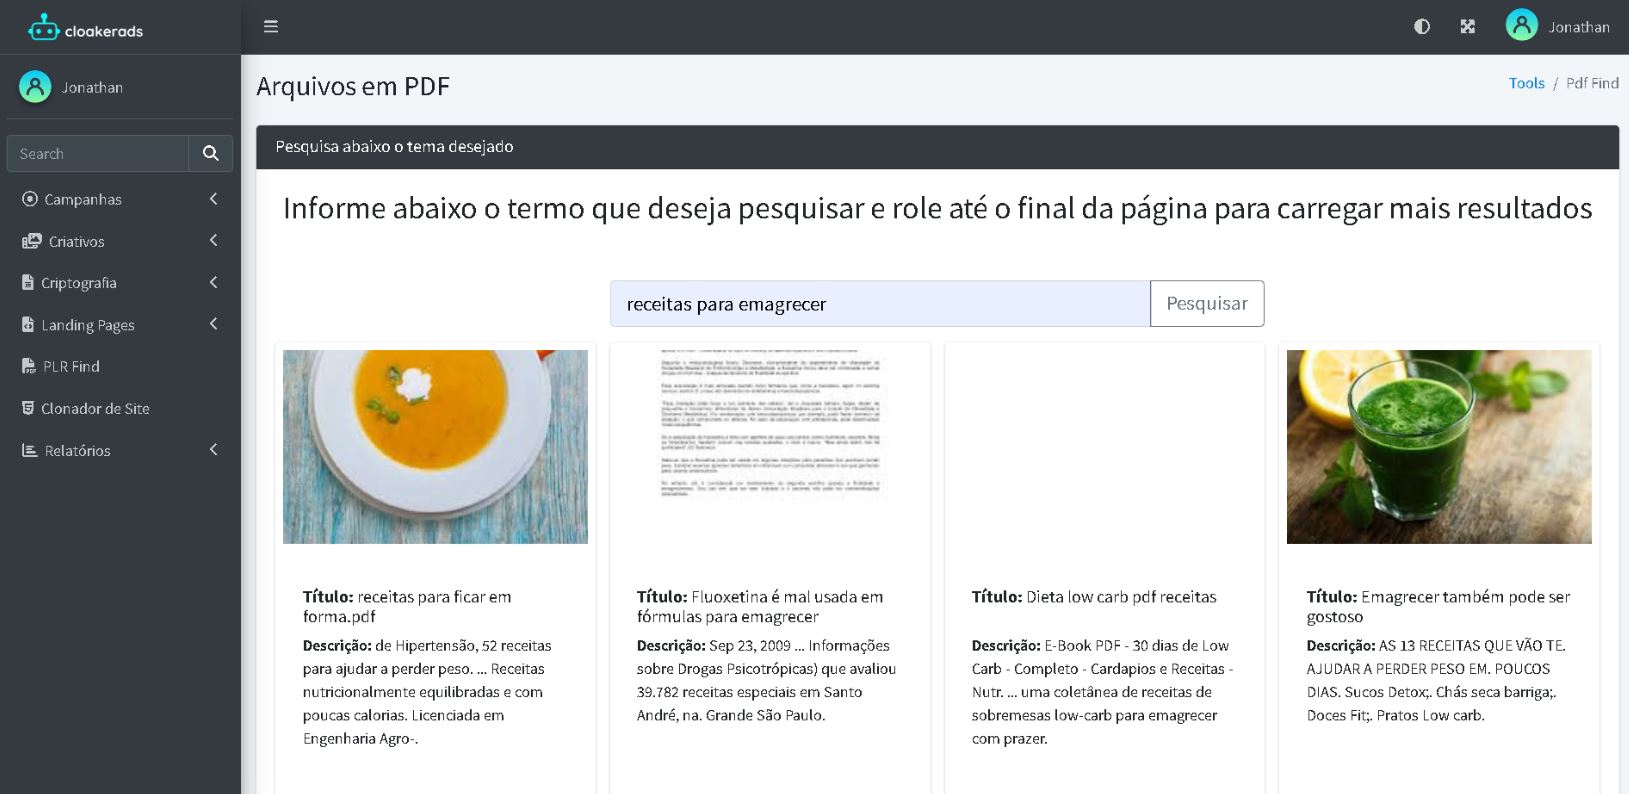 cloakerads
Jonathan
Jonathan
Search
Campanhas
Criativos
Criptografia
Landing Pages
PLR Find
Clonador de Site
Relatórios
Arquivos em PDF
Tools / Pdf Find
Pesquisa abaixo o tema desejado
Informe abaixo o termo que deseja pesquisar e role até o final da página para carregar mais resultados
receitas para emagrecer
Pesquisar
Título: receitas para ficar em
forma.pdf
Descrição: de Hipertensão, 52 receitas
para ajudar a perder peso. ... Receitas
nutricionalmente equilibradas e com
poucas calorias. Licenciada em
Engenharia Agro-.
Título: Fluoxetina é mal usada em
fórmulas para emagrecer
Descrição: Sep 23, 2009 ... Informações
sobre Drogas Psicotrópicas) que avaliou
39.782 receitas especiais em Santo
André, na. Grande São Paulo.
Título: Dieta low carb pdf receitas
Descrição: E-Book PDF - 30 dias de Low
Carb - Completo - Cardapios e Receitas -
Nutr. ... uma coletânea de receitas de
sobremesas low-carb para emagrecer
com prazer.
Título: Emagrecer também pode ser
gostoso
Descrição: AS 13 RECEITAS QUE VÃO TE.
AJUDAR A PERDER PESO EM. POUCOS
DIAS. Sucos Detox;. Chás seca barriga;.
Doces Fit;. Pratos Low carb.